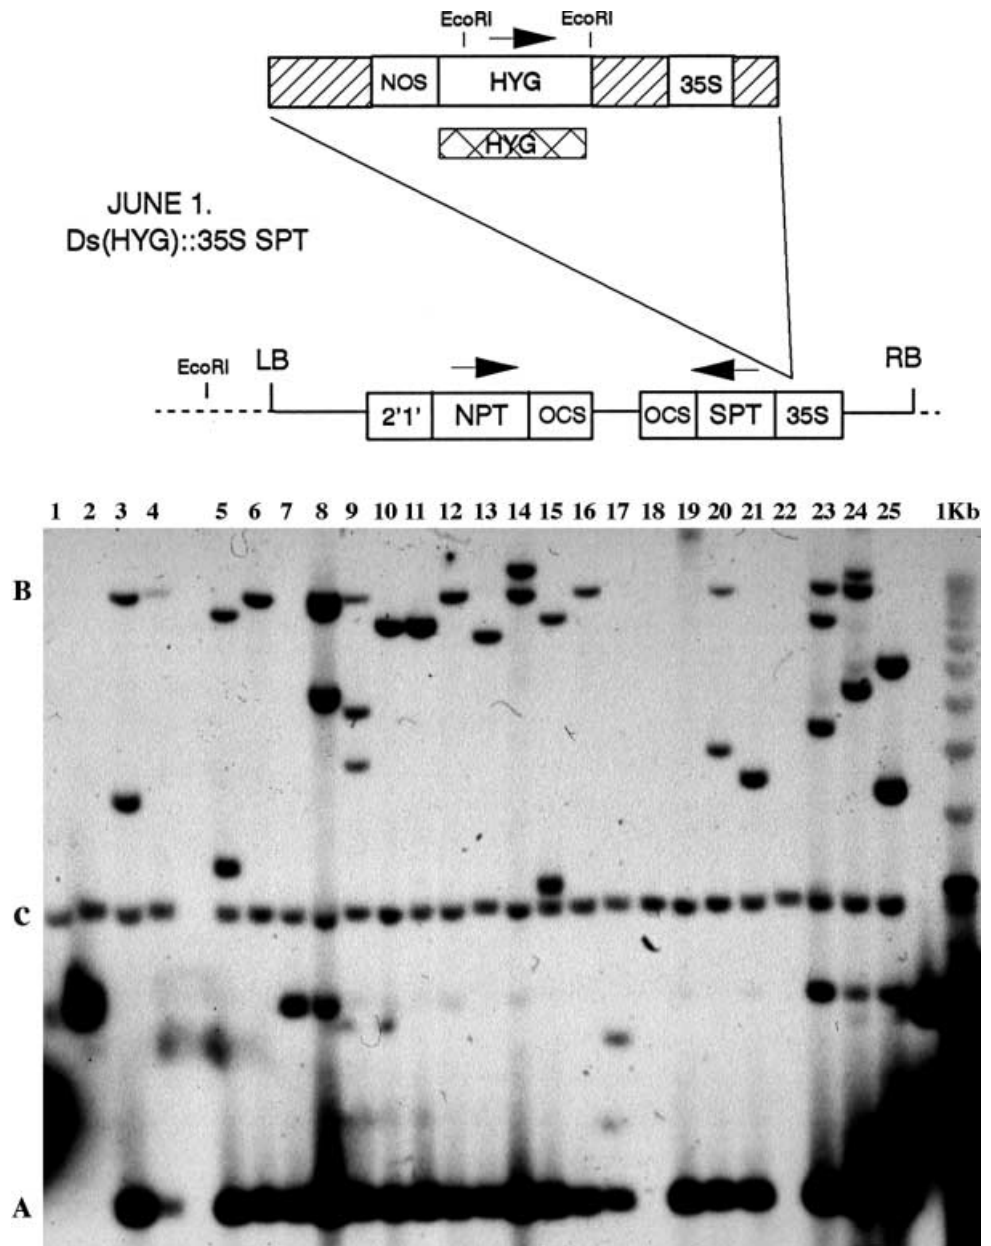 EcoRI EcoRI
NOS HYG 35S
HYG
JUNE 1.
Ds(HYG)::35S SPT
EcoRI LB RB
2'1' NPT OCS OCS SPT 35S
1 2 3 4 5 6 7 8 9 10 11 12 13 14 15 16 17 18 19 20 21 22 23 24 25 1Kb
B
C
A